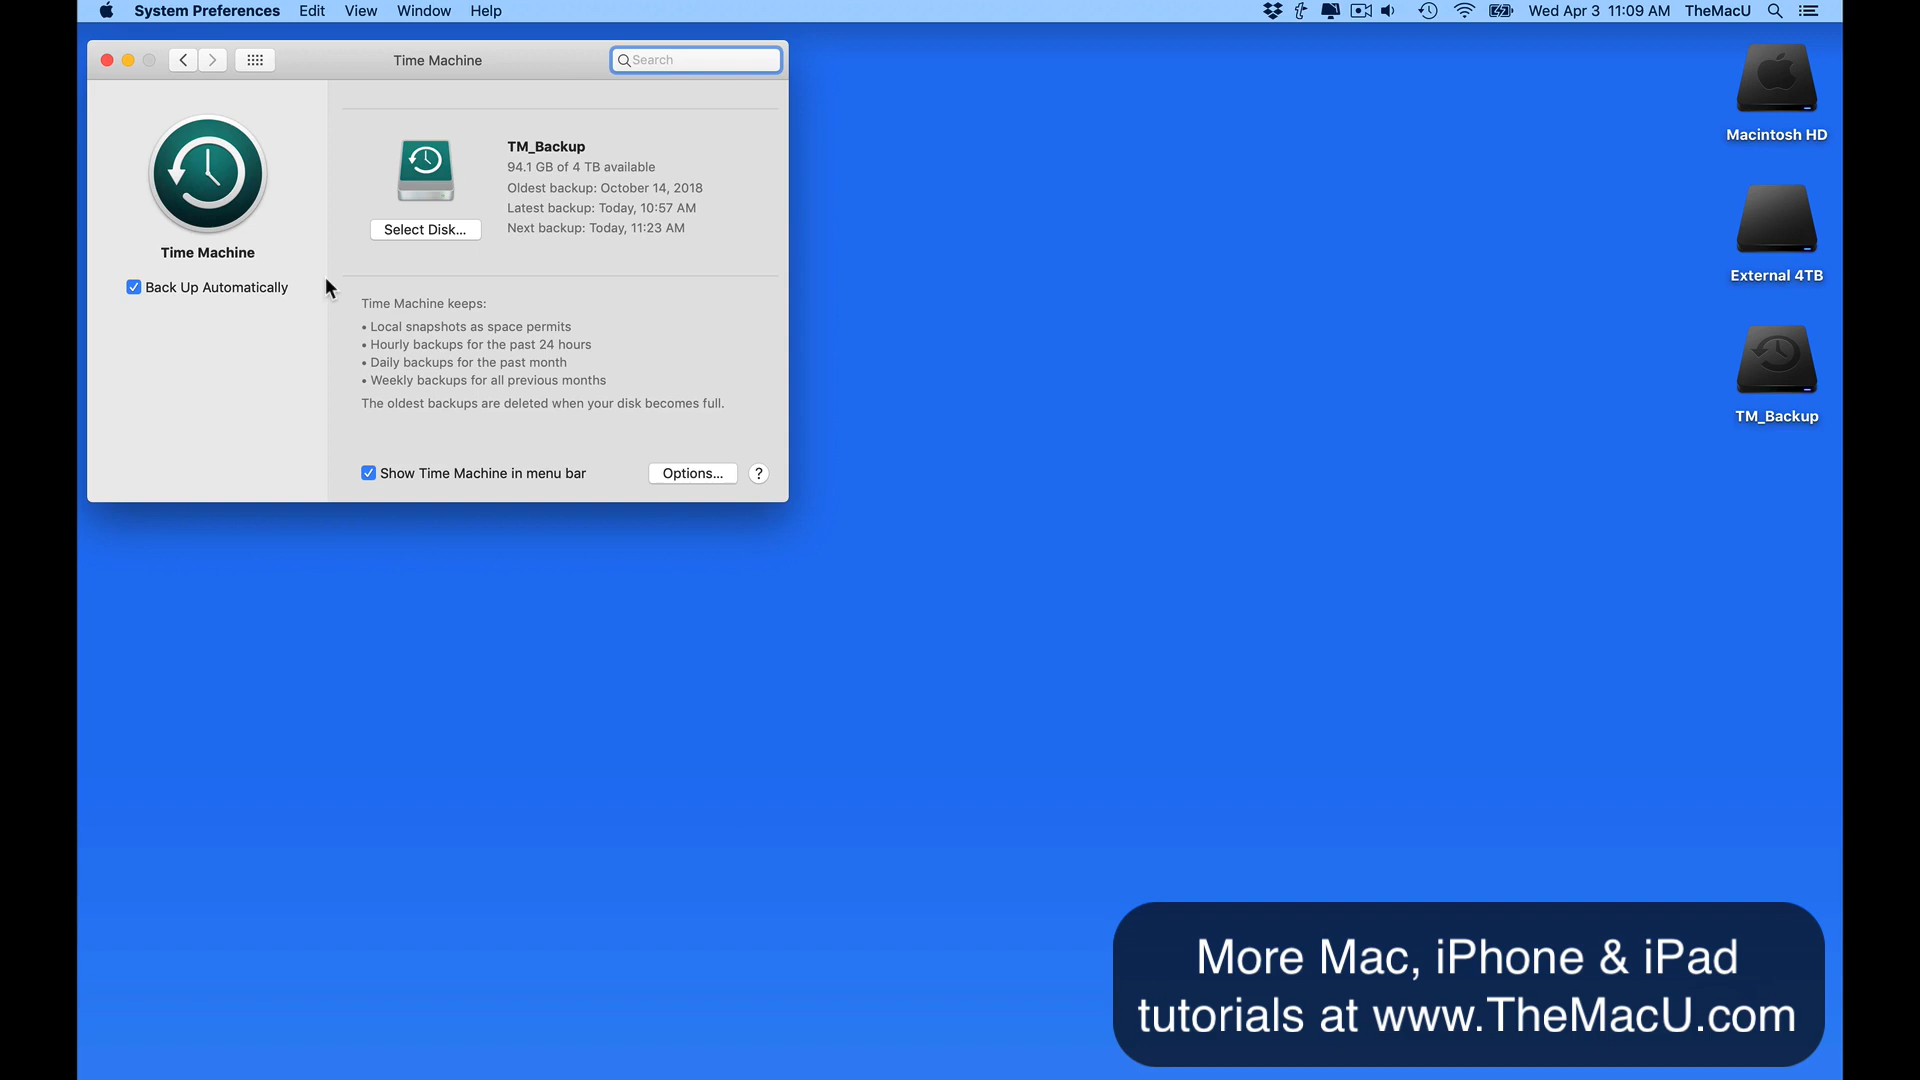 System Preferences Edit View Window Help
Wed Apr 3 11:09 AM TheMacU
Time Machine
Search
Macintosh HD
External 4TB
TM_Backup
Time Machine
Back Up Automatically
TM_Backup
94.1 GB of 4 TB available
Oldest backup: October 14, 2018
Latest backup: Today, 10:57 AM
Next backup: Today, 11:23 AM
Select Disk...
Time Machine keeps:
• Local snapshots as space permits
• Hourly backups for the past 24 hours
• Daily backups for the past month
• Weekly backups for all previous months
The oldest backups are deleted when your disk becomes full.
Show Time Machine in menu bar
Options...
?
More Mac, iPhone & iPad
tutorials at www.TheMacU.com